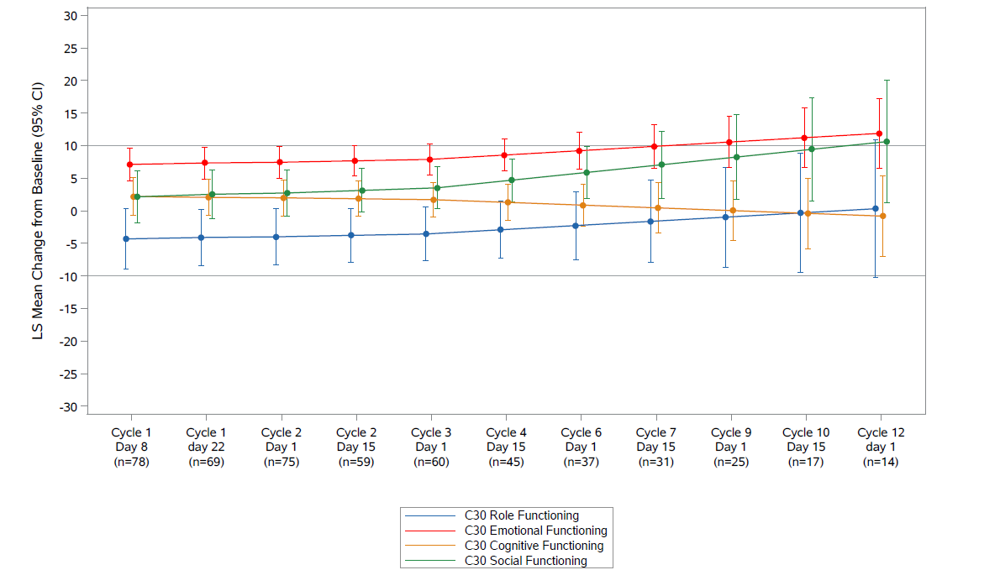 LS Mean Change from Baseline (95% CI)
30
25
20
15
10
5
0
-5
-10
-15
-20
-25
-30
Cycle 1
Day 8
(n=78)
Cycle 1
day 22
(n=69)
Cycle 2
Day 1
(n=75)
Cycle 2
Day 15
(n=59)
Cycle 3
Day 1
(n=60)
Cycle 4
Day 15
(n=45)
Cycle 6
Day 1
(n=37)
Cycle 7
Day 15
(n=31)
Cycle 9
Day 1
(n=25)
Cycle 10
Day 15
(n=17)
Cycle 12
day 1
(n=14)
C30 Role Functioning
C30 Emotional Functioning
C30 Cognitive Functioning
C30 Social Functioning